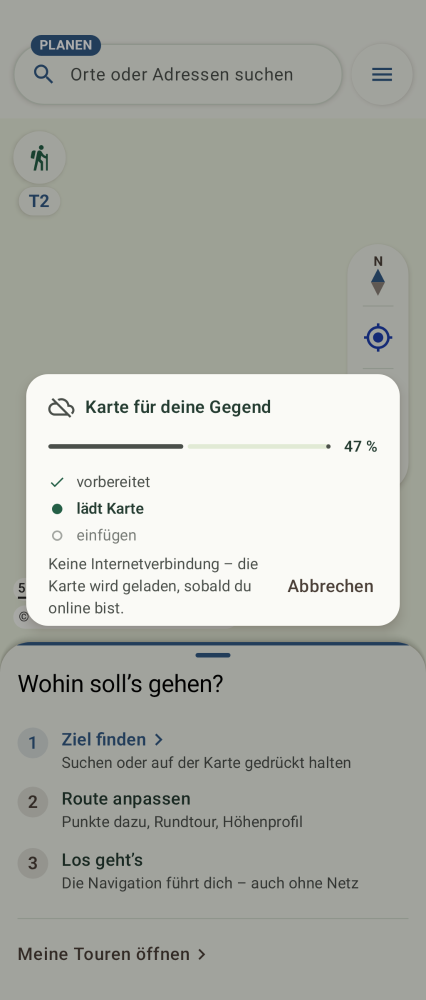 PLANEN
Orte oder Adressen suchen
T2
N
Karte für deine Gegend
47 %
vorbereitet
lädt Karte
einfügen
Keine Internetverbindung – die
Karte wird geladen, sobald du
online bist.
Abbrechen
5
©
Wohin soll’s gehen?
1
Ziel finden
Suchen oder auf der Karte gedrückt halten
2
Route anpassen
Punkte dazu, Rundtour, Höhenprofil
3
Los geht’s
Die Navigation führt dich – auch ohne Netz
Meine Touren öffnen